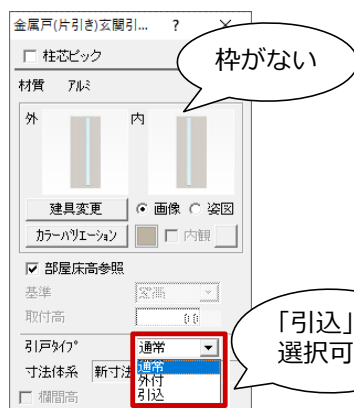 金属戸(片引き)玄関引... ? ×
柱芯ピック
枠がない
材質 アルミ
外 内
建具変更 画像 姿図
カラーバリエーション 内観
部屋床高参照
基準 窓高
取付高 0.0
引戸タイプ 通常
「引込」
選択可
寸法体系 新寸法
通常
外付
引込
欄間高